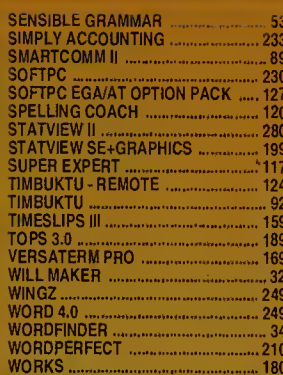 SENSIBLE GRAMMAR ........ 53
SIMPLY ACCOUNTING ........ 233
SMARTCOMM II ........ 89
SOFTPC ........ 230
SOFTPC EGA/AT OPTION PACK .... 127
SPELLING COACH ........ 120
STATVIEW II ........ 280
STATVIEW SE+GRAPHICS ........ 199
SUPER EXPERT ........ 117
TIMBUKTU - REMOTE ........ 124
TIMBUKTU ........ 92
TIMESLIPS III ........ 159
TOPS 3.0 ........ 189
VERSATERM PRO ........ 169
WILL MAKER ........ 32
WINGZ ........ 249
WORD 4.0 ........ 249
WORDFINDER ........ 34
WORDPERFECT ........ 210
WORKS ........ 180